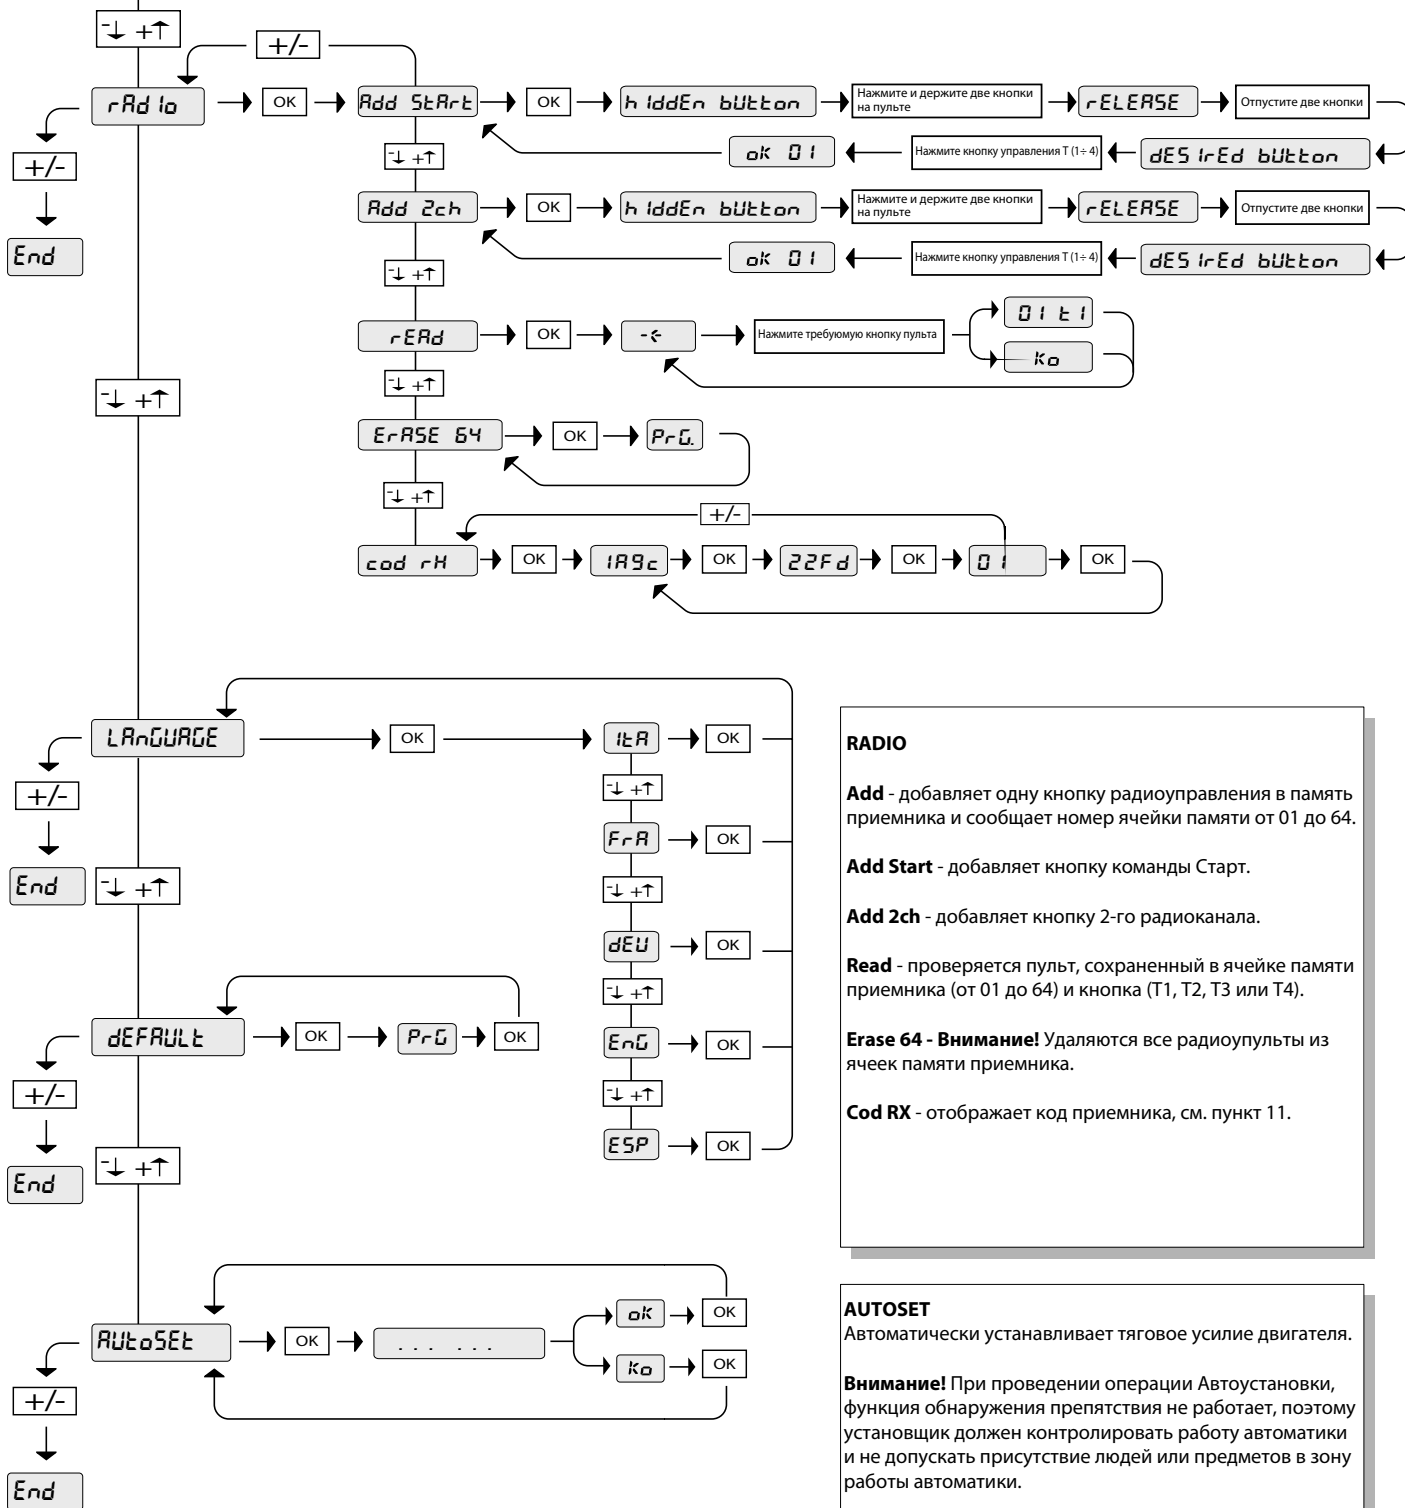 -↓ +↑
+/-
rAdIo
OK
Add StArt
OK
hIddEn bUtton
Нажмите и держите две кнопки
на пульте
rELEASE
Отпустите две кнопки
+/-
-↓ +↑
ok 01
Нажмите кнопку управления T (1÷ 4)
dESIrEd bUtton
Add 2ch
OK
hIddEn bUtton
Нажмите и держите две кнопки
на пульте
rELEASE
Отпустите две кнопки
End
-↓ +↑
ok 01
Нажмите кнопку управления T (1÷ 4)
dESIrEd bUtton
rEAd
OK
-<-
Нажмите требуюмую кнопку пульта
01 t1
Ko
-↓ +↑
-↓ +↑
ErASE 64
OK
PrG.
-↓ +↑
+/-
cod rH
OK
1A9c
OK
22Fd
OK
01
OK
LAnGUAGE
OK
ItA
OK
+/-
-↓ +↑
FrA
OK
End
-↓ +↑
-↓ +↑
dEU
OK
-↓ +↑
dEFAULt
OK
PrG
OK
EnG
OK
+/-
-↓ +↑
End
-↓ +↑
ESP
OK
AUtoSEt
OK
... ...
ok
OK
Ko
OK
+/-
End
RADIO
Add - добавляет одну кнопку радиоуправления в память
приемника и сообщает номер ячейки памяти от 01 до 64.
Add Start - добавляет кнопку команды Старт.
Add 2ch - добавляет кнопку 2-го радиоканала.
Read - проверяется пульт, сохраненный в ячейке памяти
приемника (от 01 до 64) и кнопка (T1, T2, T3 или T4).
Erase 64 - Внимание! Удаляются все радиопульты из
ячеек памяти приемника.
Cod RX - отображает код приемника, см. пункт 11.
AUTOSET
Автоматически устанавливает тяговое усилие двигателя.
Внимание! При проведении операции Автоустановки,
функция обнаружения препятствия не работает, поэтому
установщик должен контролировать работу автоматики
и не допускать присутствие людей или предметов в зону
работы автоматики.